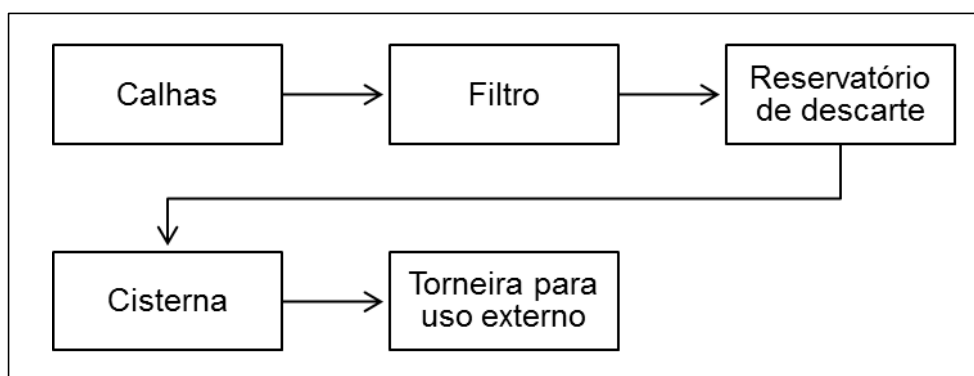 Calhas
Filtro
Reservatório
de descarte
Cisterna
Torneira para
uso externo